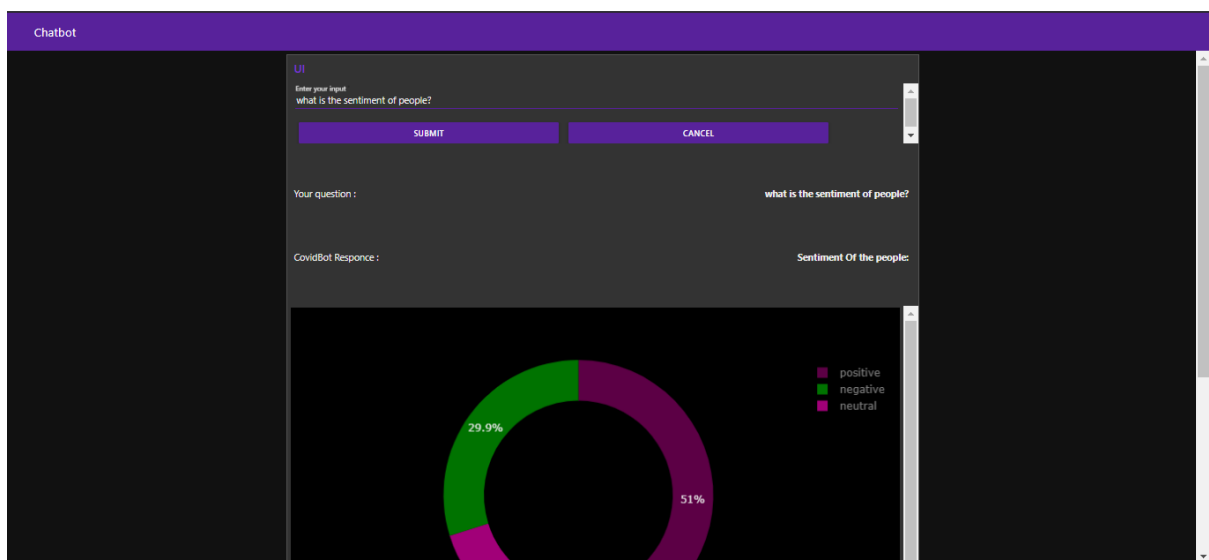 Chatbot
UI
Enter your input
what is the sentiment of people?
SUBMIT CANCEL
Your question : what is the sentiment of people?
CovidBot Responce : Sentiment Of the people:
positive
negative
neutral
29.9%
51%